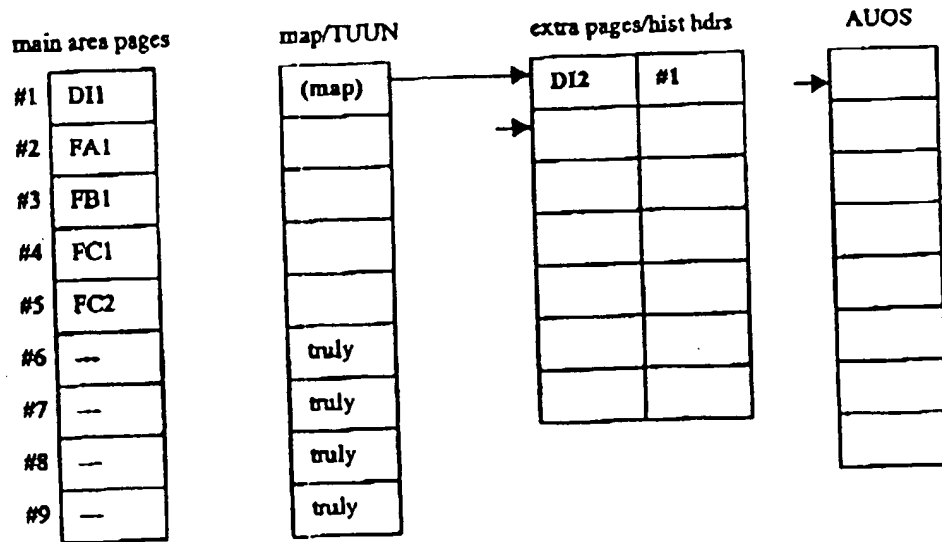 main area pages map/TUUN extra pages/hist hdrs AUOS
#1 DI1 (map) DI2 #1
#2 FA1
#3 FB1
#4 FC1
#5 FC2
#6 — truly
#7 — truly
#8 — truly
#9 — truly